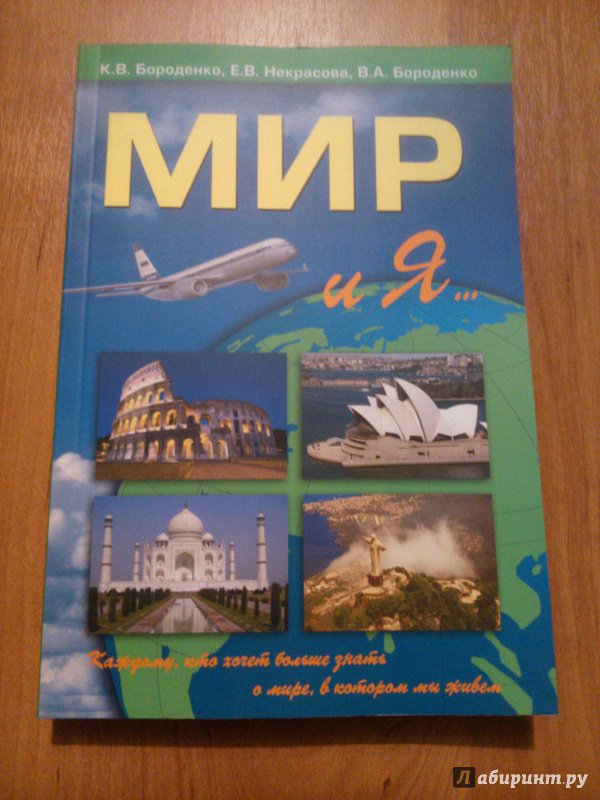 К.В. Бороденко, Е.В. Некрасова, В.А. Бороденко
МИР
и Я...
Каждому, кто хочет больше знать
о мире, в котором мы живем
Лабиринт.ру